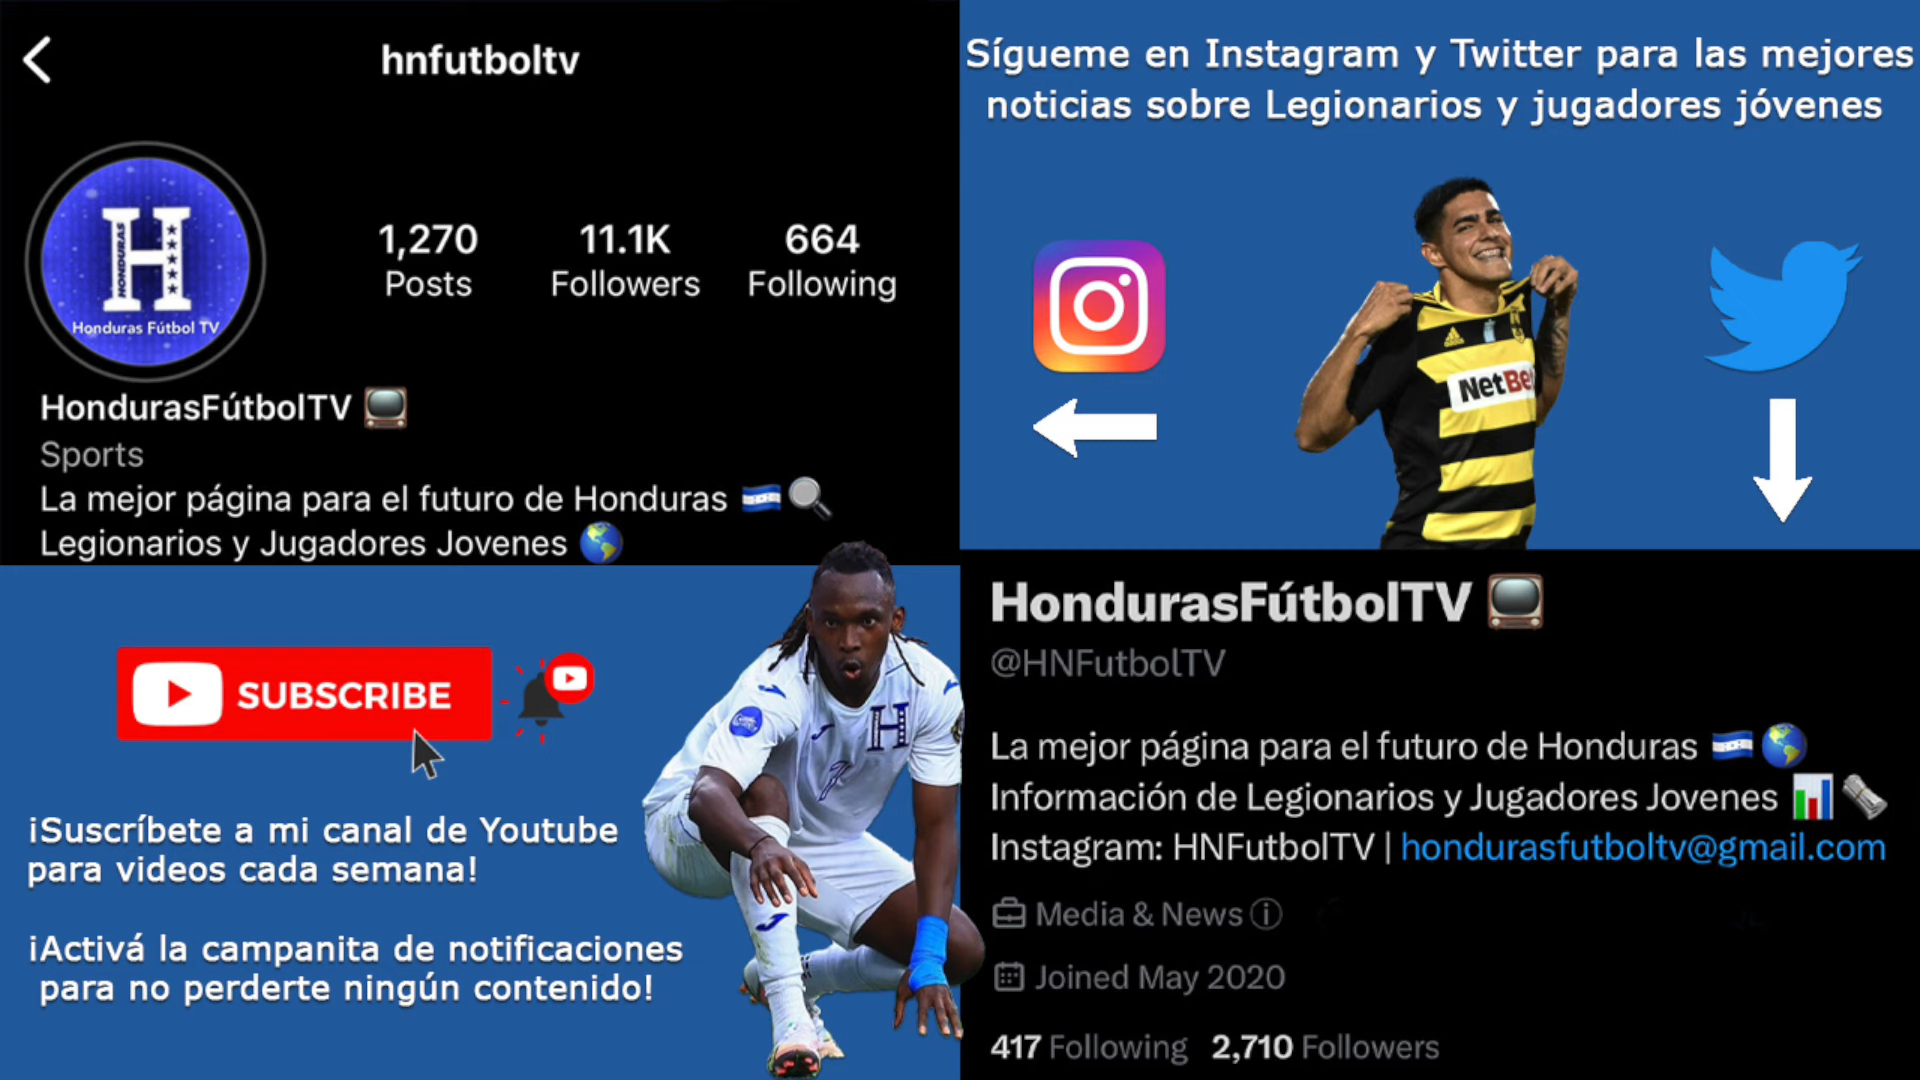 hnfutboltv
HONDURAS
H
Honduras Fútbol TV
1,270 11.1K 664
Posts Followers Following
HondurasFútbolTV
Sports
La mejor página para el futuro de Honduras
Legionarios y Jugadores Jovenes
Sígueme en Instagram y Twitter para las mejores
noticias sobre Legionarios y jugadores jóvenes
NetBe
SUBSCRIBE
¡Suscríbete a mi canal de Youtube
para videos cada semana!
¡Activá la campanita de notificaciones
para no perderte ningún contenido!
H
7
HondurasFútbolTV
@HNFutbolTV
La mejor página para el futuro de Honduras
Información de Legionarios y Jugadores Jovenes
Instagram: HNFutbolTV | hondurasfutboltv@gmail.com
Media & News
Joined May 2020
417 Following 2,710 Followers